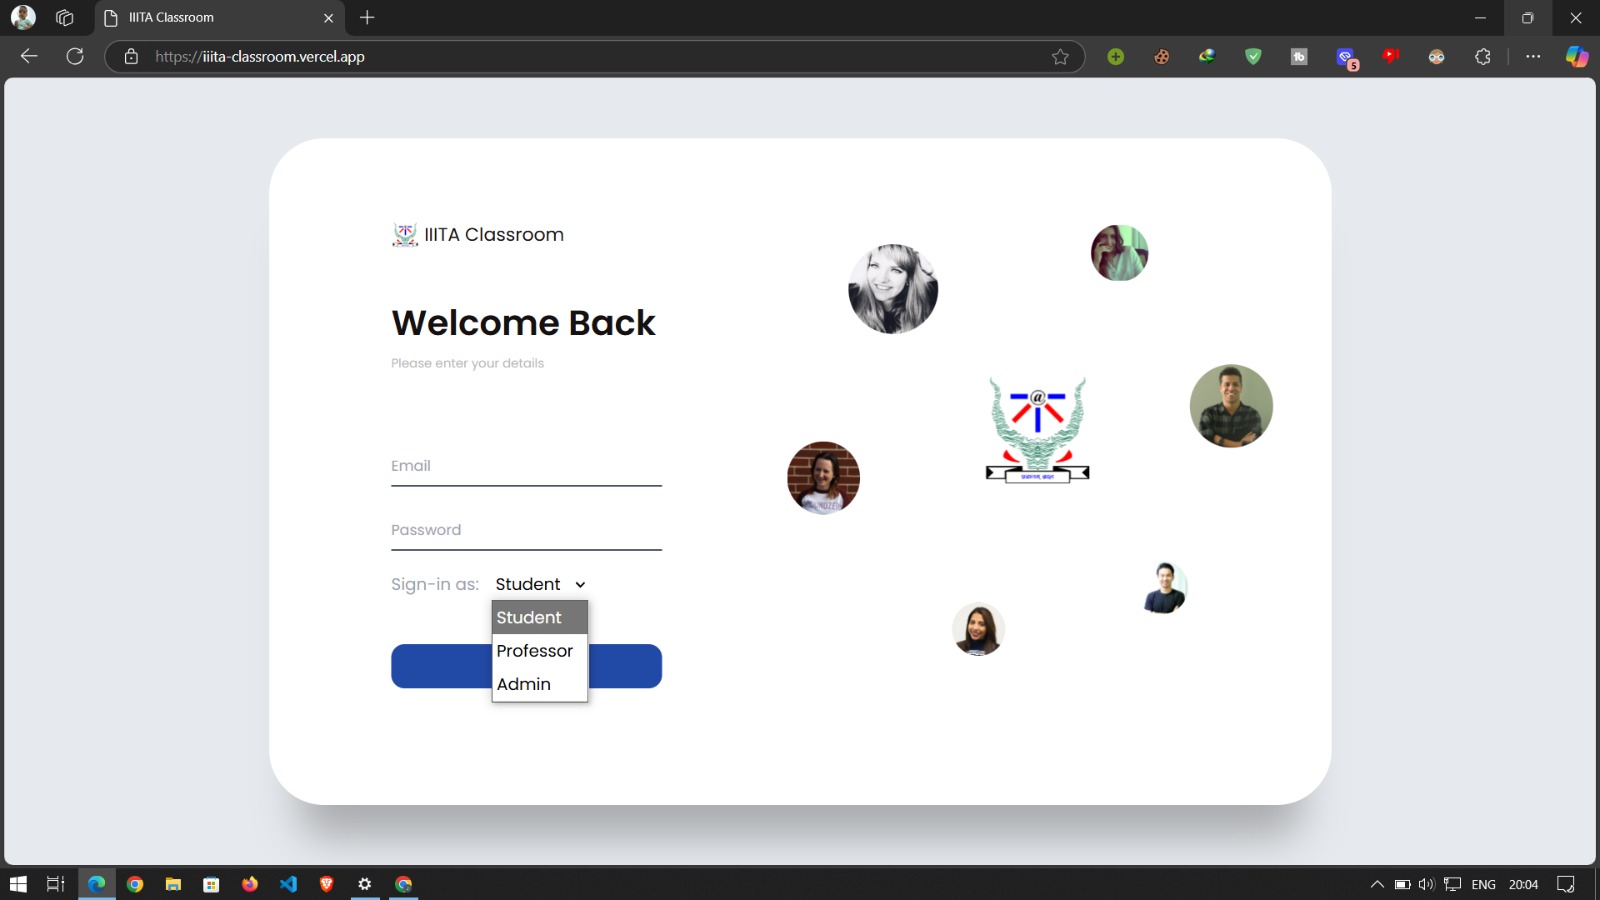 IIITA Classroom
https://iiita-classroom.vercel.app
5
IIITA Classroom
Welcome Back
Please enter your details
Email
Password
Sign-in as: Student
Student
Professor
Admin
@
ENG 20:04